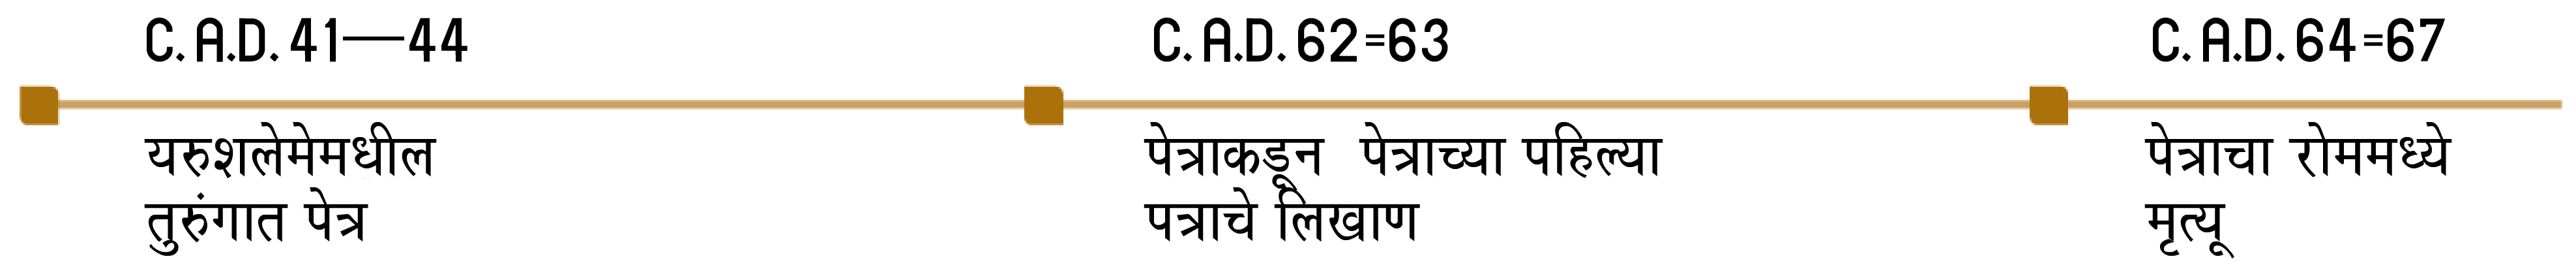 C. A.D. 41—44
यरुशलेमेमधील
तुरुंगात पेत्र
C. A.D. 62=63
पेत्राकडून पेत्राच्या पहिल्या
पत्राचे लिखाण
C. A.D. 64=67
पेत्राचा रोममध्ये
मृत्यू